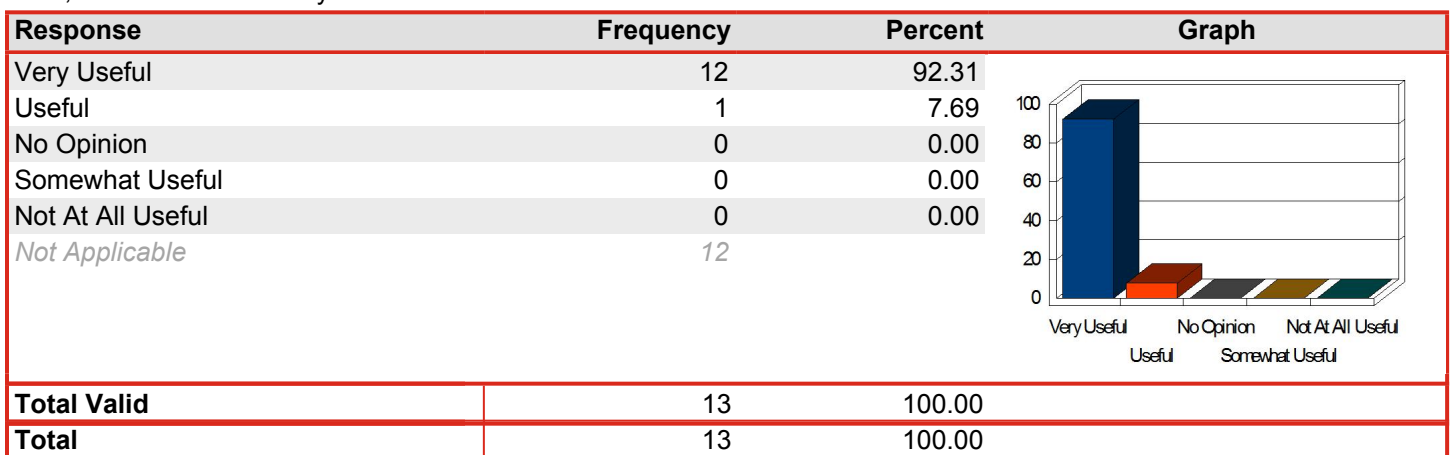 Response Frequency Percent Graph
Very Useful 12 92.31
Useful 1 7.69
No Opinion 0 0.00
Somewhat Useful 0 0.00
Not At All Useful 0 0.00
Not Applicable 12
100
80
60
40
20
0
Very Useful No Opinion Not At All Useful
Useful Somewhat Useful
Total Valid 13 100.00
Total 13 100.00